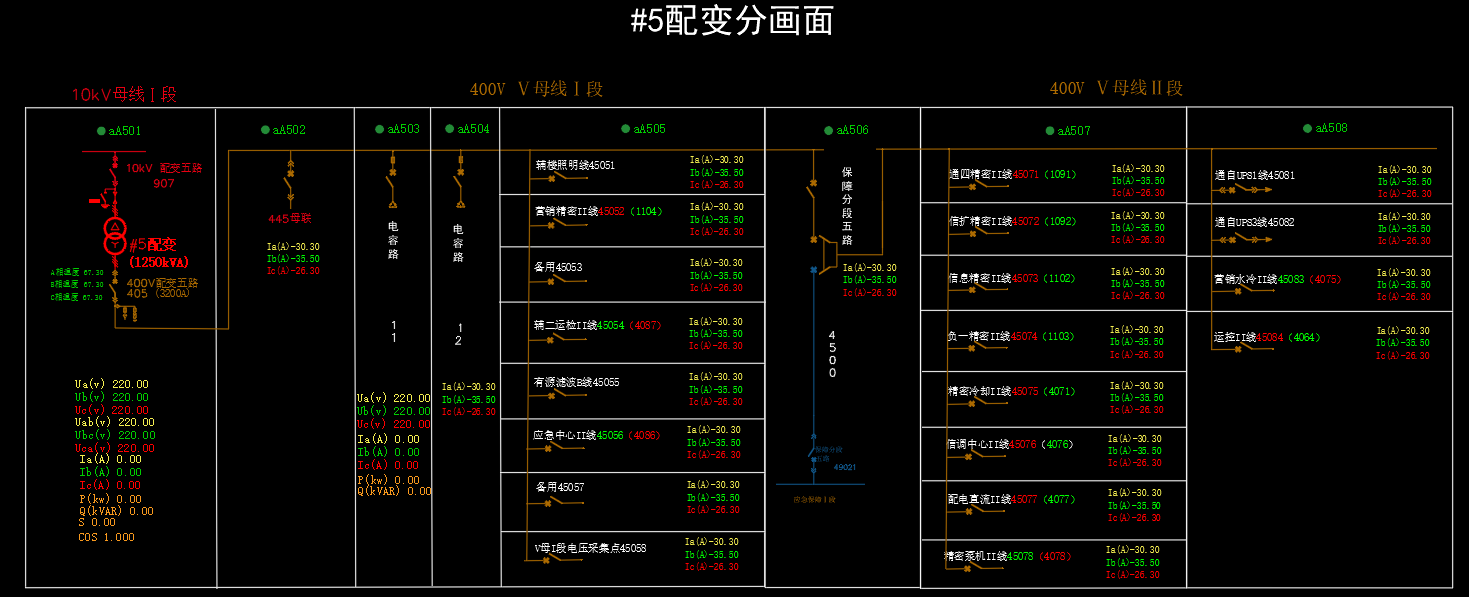 #5配变分画面
10kV母线Ⅰ段
400V Ⅴ母线Ⅰ段
400V Ⅴ母线Ⅱ段
aA501
10kV 配变五路
907
#5配变
(1250kVA)
A相温度 67.30
B相温度 67.30
C相温度 67.30
400V配变五路
405 (3200A)
Ua(v) 220.00
Ub(v) 220.00
Uc(v) 220.00
Uab(v) 220.00
Ubc(v) 220.00
Uca(v) 220.00
Ia(A) 0.00
Ib(A) 0.00
Ic(A) 0.00
P(kw) 0.00
Q(kVAR) 0.00
S 0.00
COS 1.000
aA502
445母联
Ia(A)-30.30
Ib(A)-35.50
Ic(A)-26.30
aA503
电容路
11
Ua(v) 220.00
Ub(v) 220.00
Uc(v) 220.00
Ia(A) 0.00
Ib(A) 0.00
Ic(A) 0.00
P(kw) 0.00
Q(kVAR) 0.00
aA504
电容路
12
Ia(A)-30.30
Ib(A)-35.50
Ic(A)-26.30
aA505
辅楼照明线45051
Ia(A)-30.30
Ib(A)-35.50
Ic(A)-26.30
营销精密II线45052 (1104)
Ia(A)-30.30
Ib(A)-35.50
Ic(A)-26.30
备用45053
Ia(A)-30.30
Ib(A)-35.50
Ic(A)-26.30
辅二运检II线45054 (4087)
Ia(A)-30.30
Ib(A)-35.50
Ic(A)-26.30
有源滤波B线45055
Ia(A)-30.30
Ib(A)-35.50
Ic(A)-26.30
应急中心II线45056 (4086)
Ia(A)-30.30
Ib(A)-35.50
Ic(A)-26.30
备用45057
Ia(A)-30.30
Ib(A)-35.50
Ic(A)-26.30
V母I段电压采集点45058
Ia(A)-30.30
Ib(A)-35.50
Ic(A)-26.30
aA506
保障分段五路
Ia(A)-30.30
Ib(A)-35.50
Ic(A)-26.30
4500
保障分段
五路
49021
应急保障Ⅰ段
aA507
通四精密II线45071 (1091)
Ia(A)-30.30
Ib(A)-35.50
Ic(A)-26.30
信扩精密II线45072 (1092)
Ia(A)-30.30
Ib(A)-35.50
Ic(A)-26.30
信息精密II线45073 (1102)
Ia(A)-30.30
Ib(A)-35.50
Ic(A)-26.30
负一精密II线45074 (1103)
Ia(A)-30.30
Ib(A)-35.50
Ic(A)-26.30
精密冷却II线45075 (4071)
Ia(A)-30.30
Ib(A)-35.50
Ic(A)-26.30
信调中心II线45076 (4076)
Ia(A)-30.30
Ib(A)-35.50
Ic(A)-26.30
配电直流II线45077 (4077)
Ia(A)-30.30
Ib(A)-35.50
Ic(A)-26.30
精密泵机II线45078 (4078)
Ia(A)-30.30
Ib(A)-35.50
Ic(A)-26.30
aA508
通自UPS1线45081
Ia(A)-30.30
Ib(A)-35.50
Ic(A)-26.30
通自UPS3线45082
Ia(A)-30.30
Ib(A)-35.50
Ic(A)-26.30
营销水冷II线45083 (4075)
Ia(A)-30.30
Ib(A)-35.50
Ic(A)-26.30
运控II线45084 (4064)
Ia(A)-30.30
Ib(A)-35.50
Ic(A)-26.30